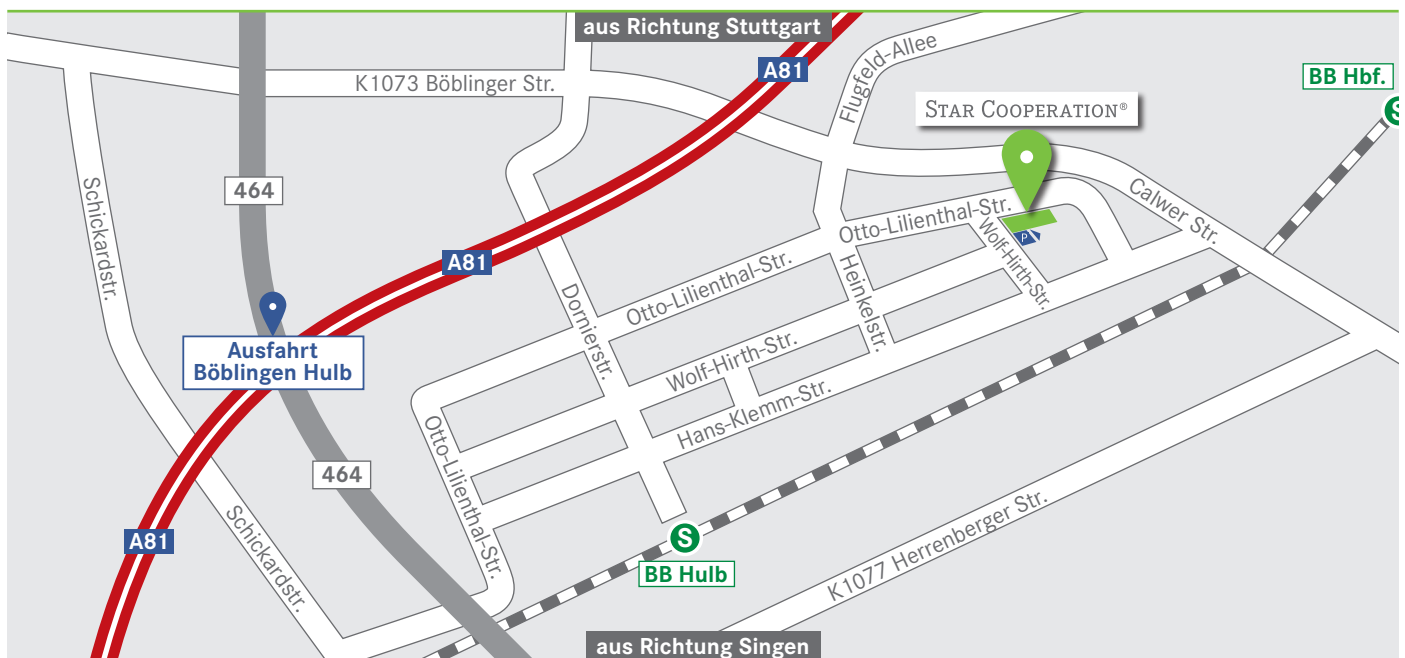 aus Richtung Stuttgart
Flugfeld-Allee
A81
BB Hbf.
S
K1073 Böblinger Str.
STAR COOPERATION®
Schickardstr.
464
Calwer Str.
Otto-Lilienthal-Str.
Wolf-Hirth-Str.
P
A81
Otto-Lilienthal-Str.
Heinkelstr.
Dornierstr.
Ausfahrt
Böblingen Hulb
Wolf-Hirth-Str.
Hans-Klemm-Str.
Otto-Lilienthal-Str.
464
A81
Schickardstr.
S
BB Hulb
K1077 Herrenberger Str.
aus Richtung Singen